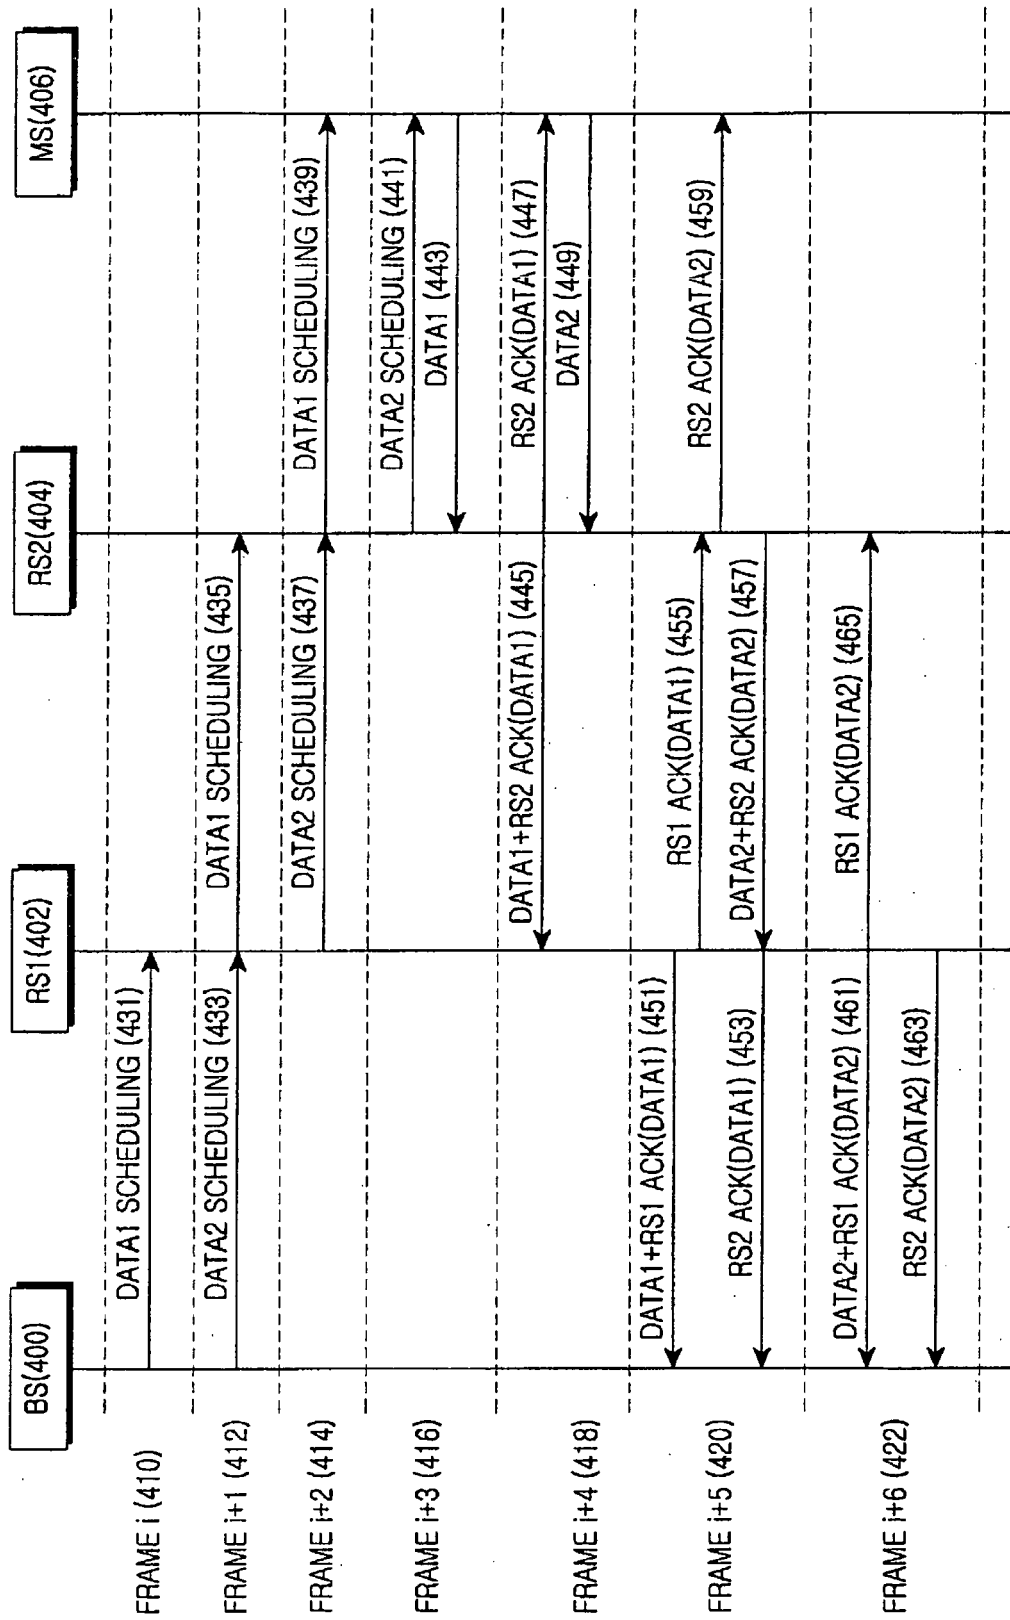 BS(400)
RS1(402)
RS2(404)
MS(406)
FRAME i (410)
DATA1 SCHEDULING (431)
FRAME i+1 (412)
DATA2 SCHEDULING (433)
DATA1 SCHEDULING (435)
FRAME i+2 (414)
DATA2 SCHEDULING (437)
DATA1 SCHEDULING (439)
FRAME i+3 (416)
DATA2 SCHEDULING (441)
DATA1 (443)
FRAME i+4 (418)
DATA1+RS2 ACK(DATA1) (445)
RS2 ACK(DATA1) (447)
DATA2 (449)
FRAME i+5 (420)
DATA1+RS1 ACK(DATA1) (451)
RS2 ACK(DATA1) (453)
RS1 ACK(DATA1) (455)
DATA2+RS2 ACK(DATA2) (457)
RS2 ACK(DATA2) (459)
FRAME i+6 (422)
DATA2+RS1 ACK(DATA2) (461)
RS2 ACK(DATA2) (463)
RS1 ACK(DATA2) (465)